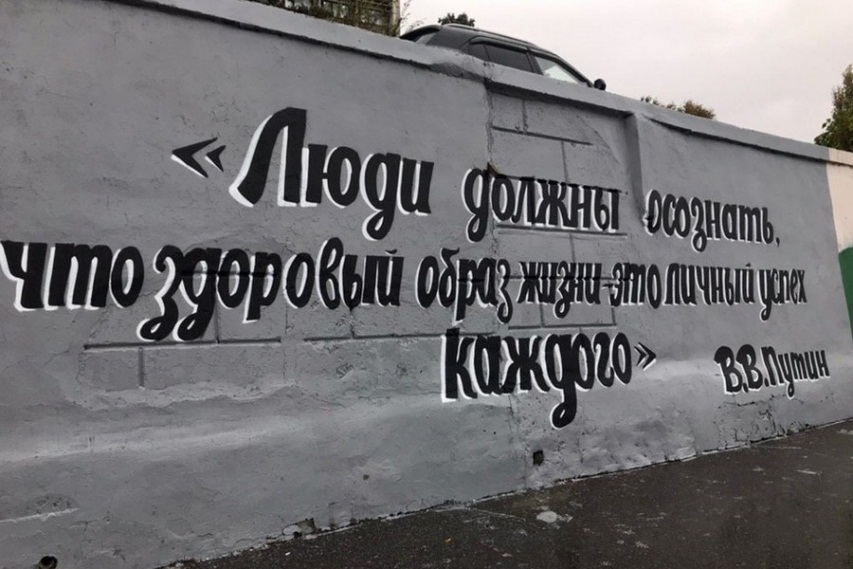 «Люди должны осознать,
что здоровый образ жизни-это личный успех
каждого»
В.В.Путин